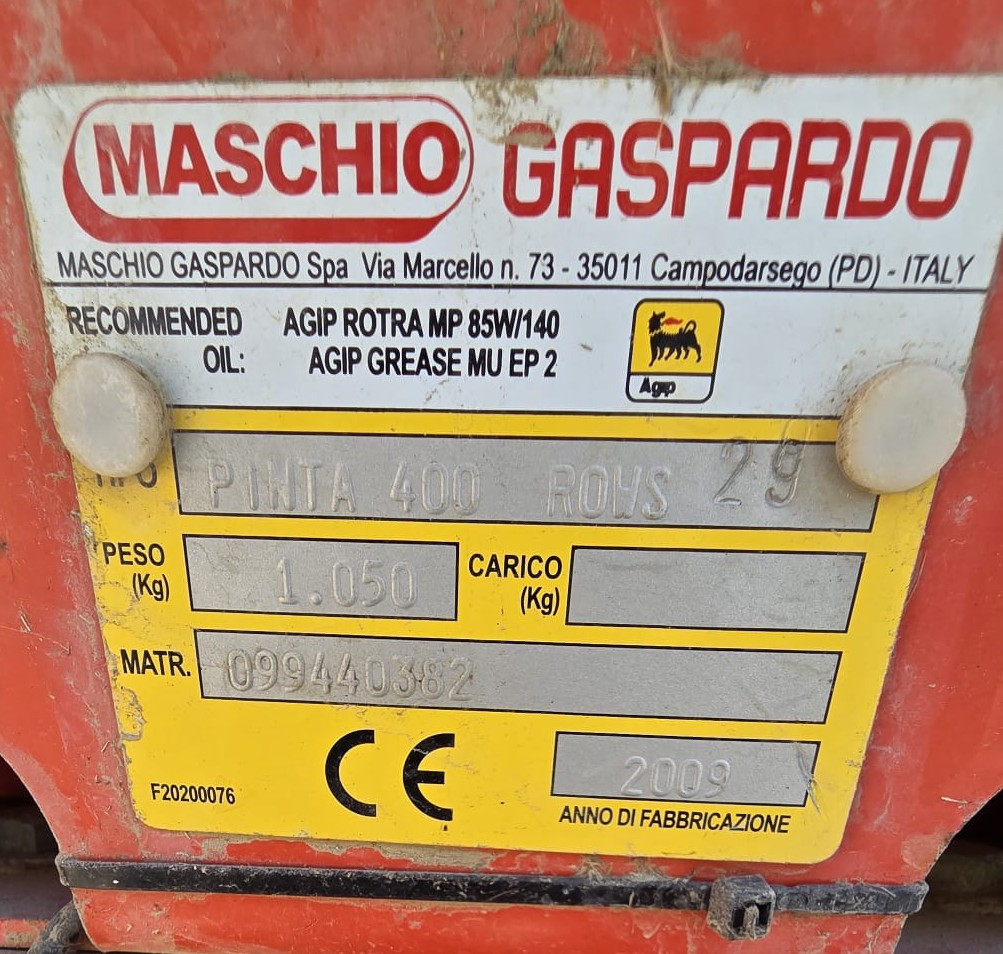 MASCHIO GASPARDO
MASCHIO GASPARDO Spa Via Marcello n. 73 - 35011 Campodarsego (PD) - ITALY
RECOMMENDED AGIP ROTRA MP 85W/140
OIL: AGIP GREASE MU EP 2
Agip
PINTA 400 ROWS 29
PESO
(Kg)
1.050
CARICO
(Kg)
MATR. 099440382
CE
2009
F20200076
ANNO DI FABBRICAZIONE